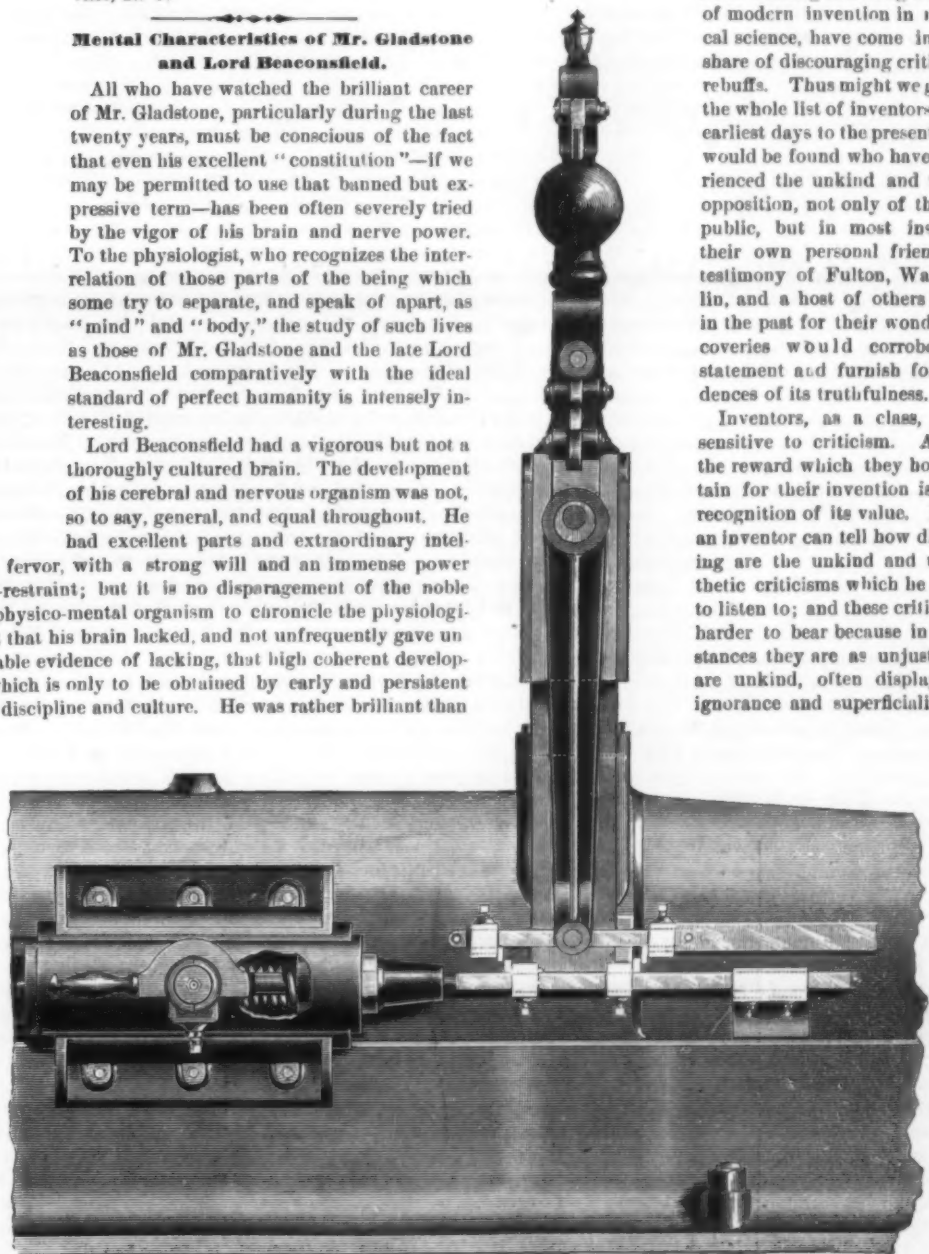 Mental Characteristics of Mr. Gladstone
and Lord Beaconsfield.
All who have watched the brilliant career
of Mr. Gladstone, particularly during the last
twenty years, must be conscious of the fact
that even his excellent "constitution"—if we
may be permitted to use that banned but ex-
pressive term—has been often severely tried
by the vigor of his brain and nerve power.
To the physiologist, who recognizes the inter-
relation of those parts of the being which
some try to separate, and speak of apart, as
"mind" and "body," the study of such lives
as those of Mr. Gladstone and the late Lord
Beaconsfield comparatively with the ideal
standard of perfect humanity is intensely in-
teresting.
Lord Beaconsfield had a vigorous but not a
thoroughly cultured brain. The development
of his cerebral and nervous organism was not,
so to say, general, and equal throughout. He
had excellent parts and extraordinary intel-
fervor, with a strong will and an immense power
-restraint; but it is no disparagement of the noble
physico-mental organism to chronicle the physiologi-
that his brain lacked, and not unfrequently gave un
able evidence of lacking, that high coherent develop-
which is only to be obtained by early and persistent
discipline and culture. He was rather brilliant than
of modern invention in
cal science, have come in
share of discouraging crit
rebuffs. Thus might we g
the whole list of inventors
earliest days to the present
would be found who have
rienced the unkind and
opposition, not only of th
public, but in most ins
their own personal frien
testimony of Fulton, Wa
lin, and a host of others
in the past for their wond
coveries would corrobo
statement and furnish fo
dences of its truthfulness.
Inventors, as a class,
sensitive to criticism. A
the reward which they ho
tain for their invention is
recognition of its value.
an inventor can tell how d
ing are the unkind and
thetic criticisms which he
to listen to; and these criti
harder to bear because in
stances they are as unjust
are unkind, often displa
ignorance and superficiali